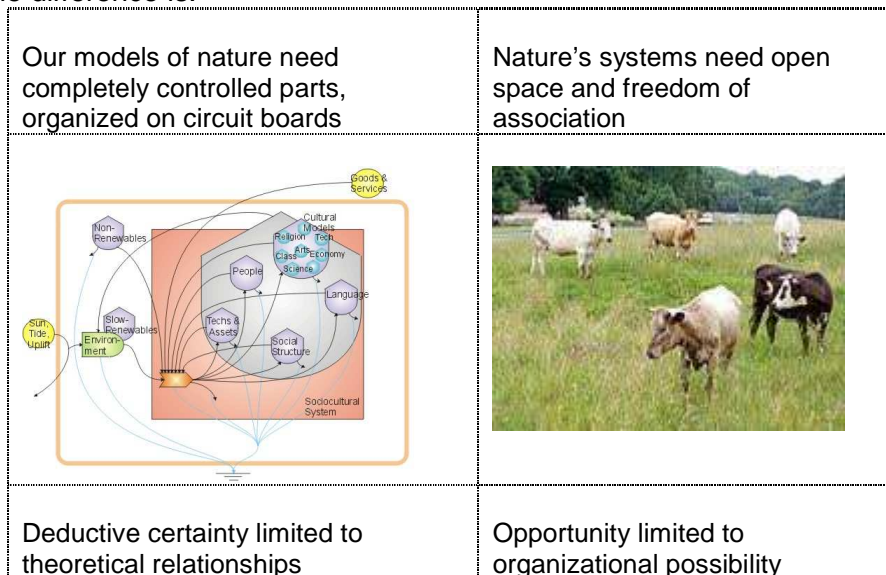 Our models of nature need
completely controlled parts,
organized on circuit boards
Nature's systems need open
space and freedom of
association
Goods &
Services
Non-
Renewables
Cultural
Models
Religion Tech
Arts
Class Economy
Science
People
Language
Sun,
Tide,
Uplift
Slow-
Renewables
Environ-
ment
Techs &
Assets
Social
Structure
Sociocultural
System
Deductive certainty limited to
theoretical relationships
Opportunity limited to
organizational possibility